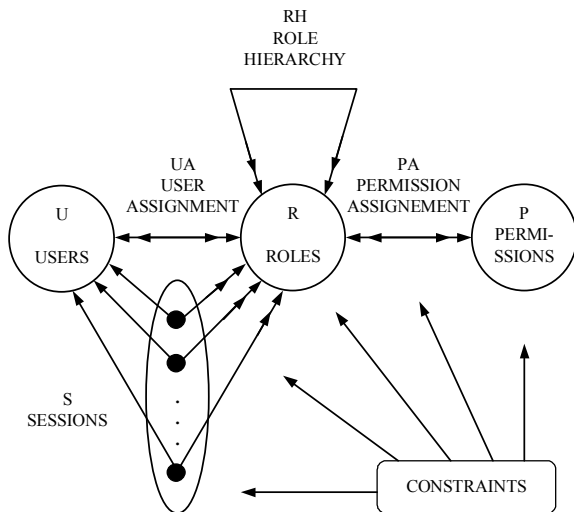 RH
ROLE
HIERARCHY
UA
USER
ASSIGNMENT
PA
PERMISSION
ASSIGNEMENT
U
USERS
R
ROLES
P
PERMI-
SSIONS
S
SESSIONS
CONSTRAINTS